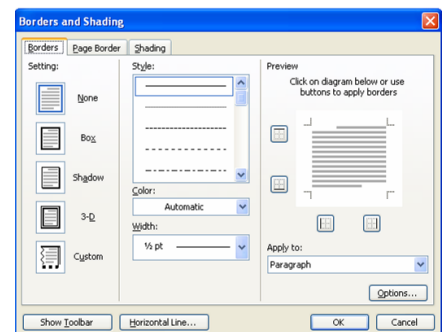 Borders and Shading
Borders
Page Border
Shading
Setting:
None
Box
Shadow
3-D
Custom
Style:
Color:
Automatic
Width:
½ pt
Preview
Click on diagram below or use
buttons to apply borders
Apply to:
Paragraph
Options...
Show Toolbar
Horizontal Line...
OK
Cancel